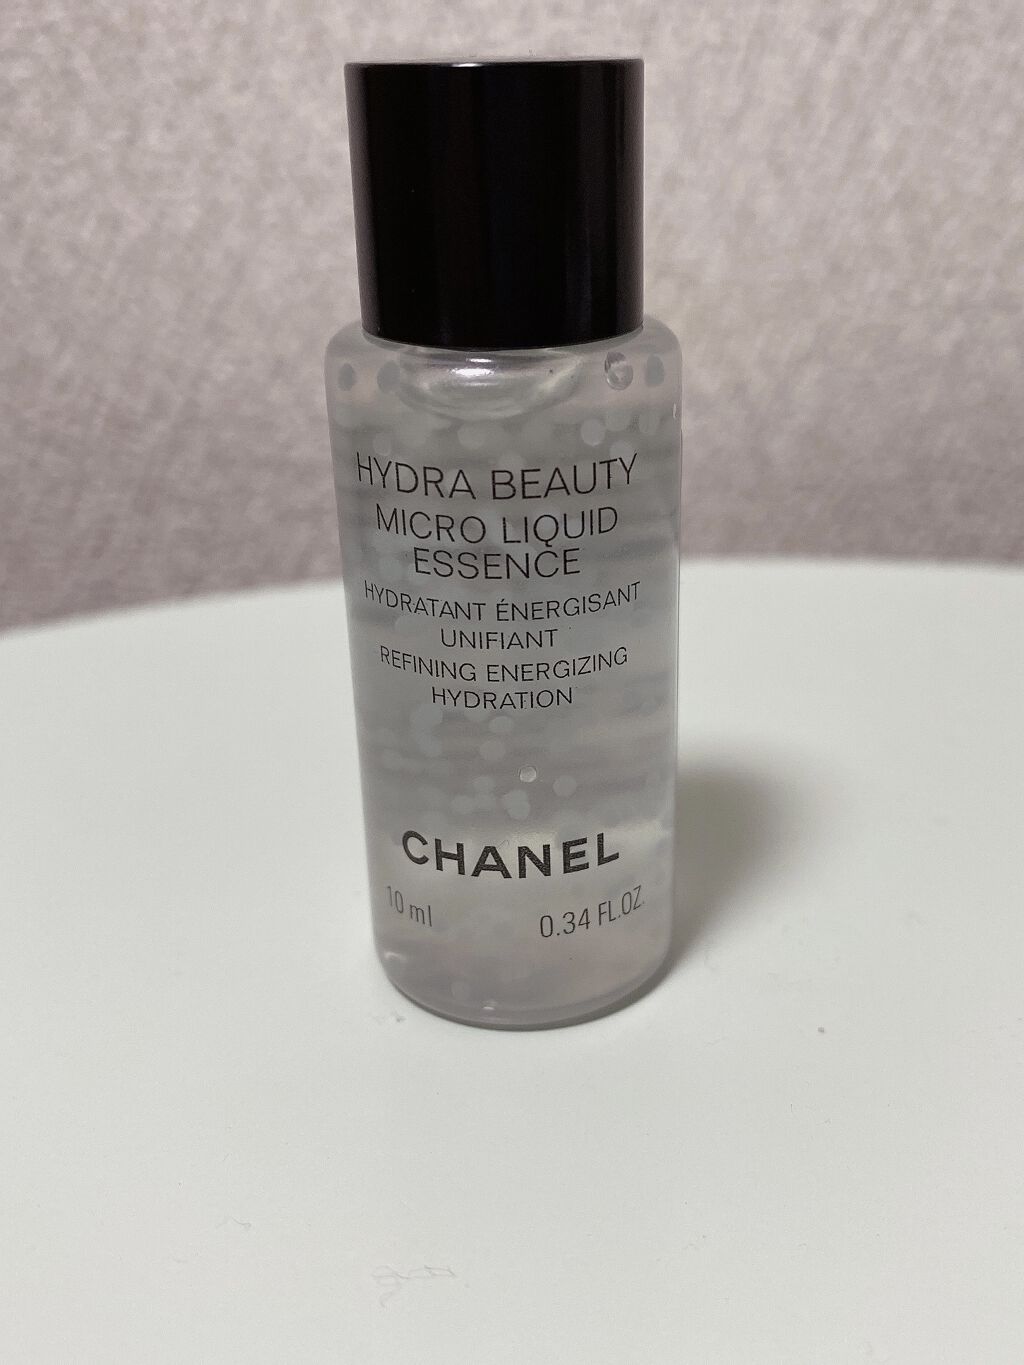 HYDRA BEAUTY
MICRO LIQUID
ESSENCE
HYDRATANT ÉNERGISANT
UNIFIANT
REFINING ENERGIZING
HYDRATION
CHANEL
10 ml 0.34 FL.OZ.